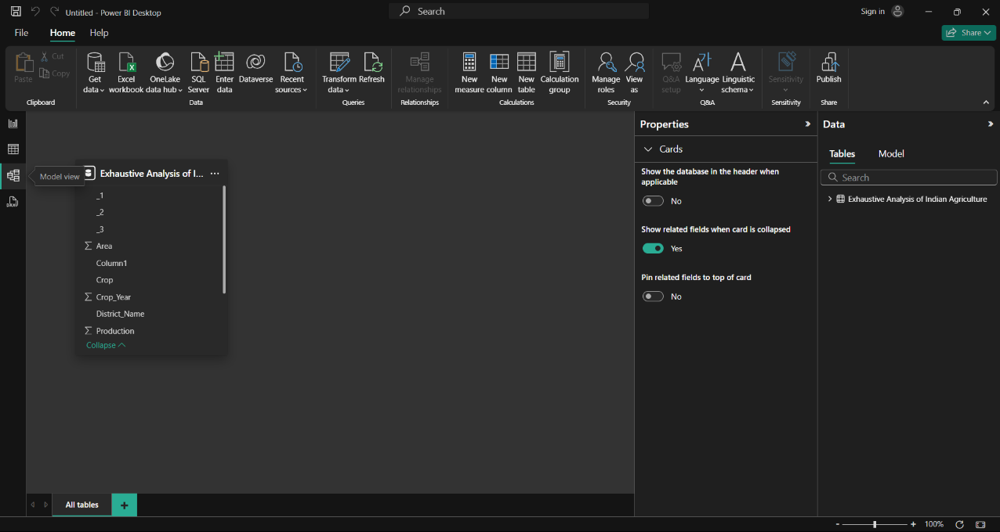 Untitled - Power BI Desktop
Search
Sign in
File
Home
Help
Share
Paste
Cut
Copy
Clipboard
Get data
Excel workbook
OneLake data hub
SQL Server
Enter data
Dataverse
Recent sources
Data
Transform data
Refresh
Queries
Manage relationships
Relationships
New measure
New column
New table
Calculation group
Calculations
Manage roles
View as
Security
Q&A setup
Language
Linguistic schema
Q&A
Sensitivity
Sensitivity
Publish
Share
Model view
Exhaustive Analysis of I...
_1
_2
_3
Σ Area
Column1
Crop
Σ Crop_Year
District_Name
Σ Production
Collapse
Properties
Cards
Show the database in the header when
applicable
No
Show related fields when card is collapsed
Yes
Pin related fields to top of card
No
Data
Tables
Model
Search
Exhaustive Analysis of Indian Agriculture
All tables
+
- + 100%